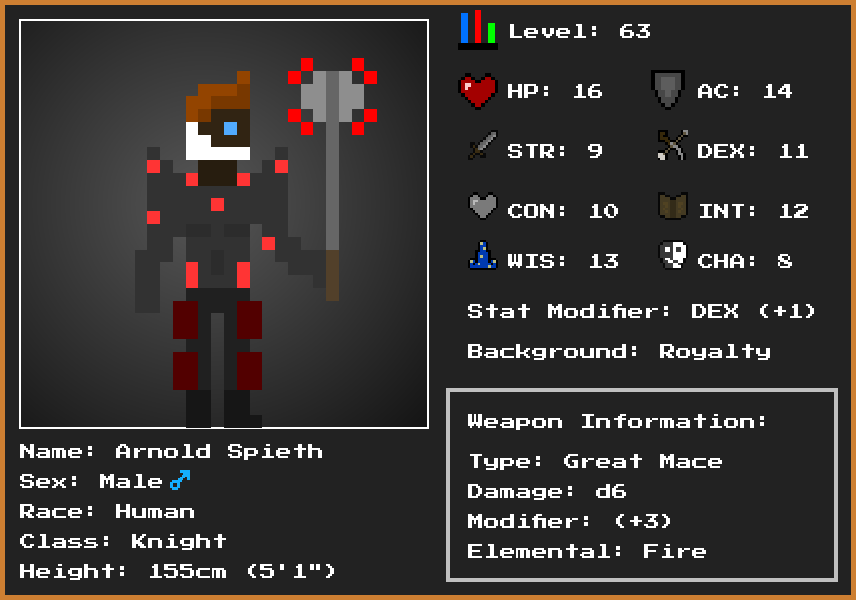 Level: 63
HP: 16
AC: 14
STR: 9
DEX: 11
CON: 10
INT: 12
WIS: 13
CHA: 8
Stat Modifier: DEX (+1)
Background: Royalty
Weapon Information:
Type: Great Mace
Damage: d6
Modifier: (+3)
Elemental: Fire
Name: Arnold Spieth
Sex: Male♂
Race: Human
Class: Knight
Height: 155cm (5'1")